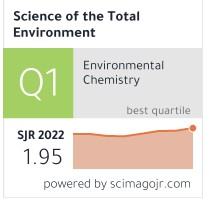 Science of the Total
Environment
Q1
Environmental
Chemistry
best quartile
SJR 2022
1.95
powered by scimagojr.com